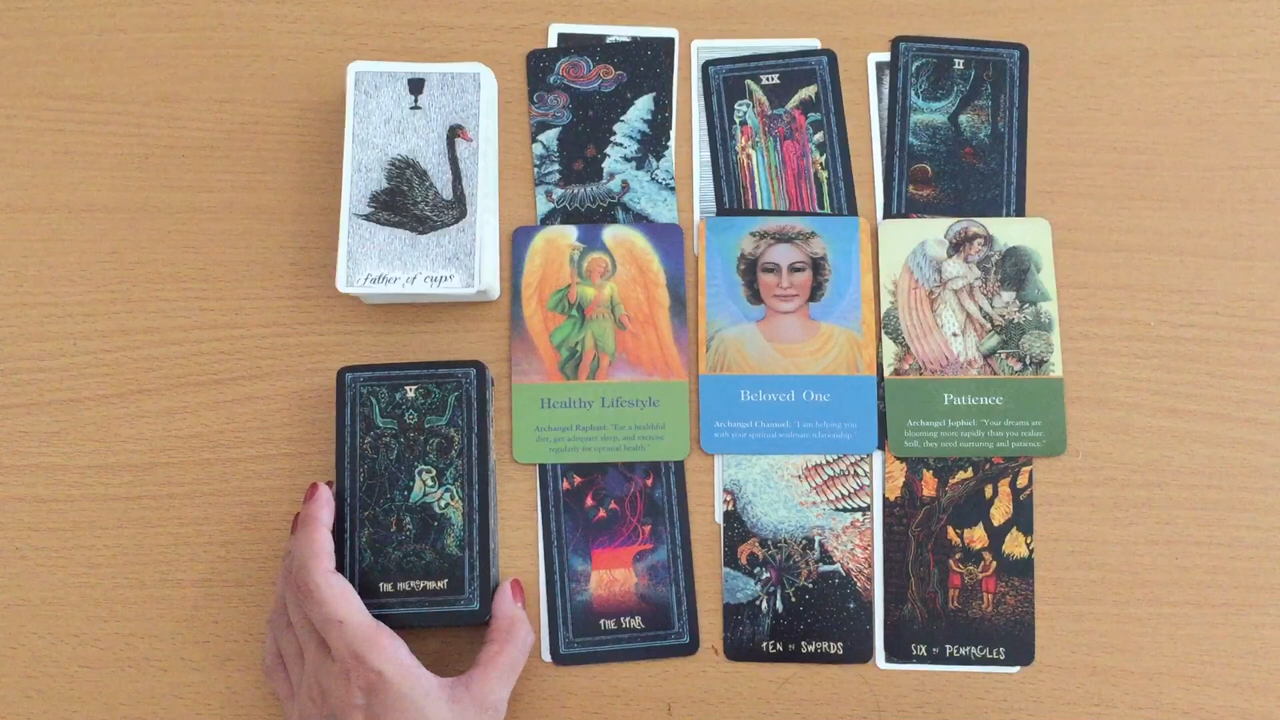 father of cups
XIX
II
Healthy Lifestyle
Archangel Raphael: "Eat a healthful
diet, get adequate sleep, and exercise
regularly for optimal health."
Beloved One
Archangel Chamuel: "I am helping you
with your spiritual soulmate relationship."
Patience
Archangel Jophiel: "Your dreams are
blooming more rapidly than you realize.
Still, they need nurturing and patience."
V
THE HIEROPHANT
THE STAR
TEN OF SWORDS
SIX OF PENTACLES